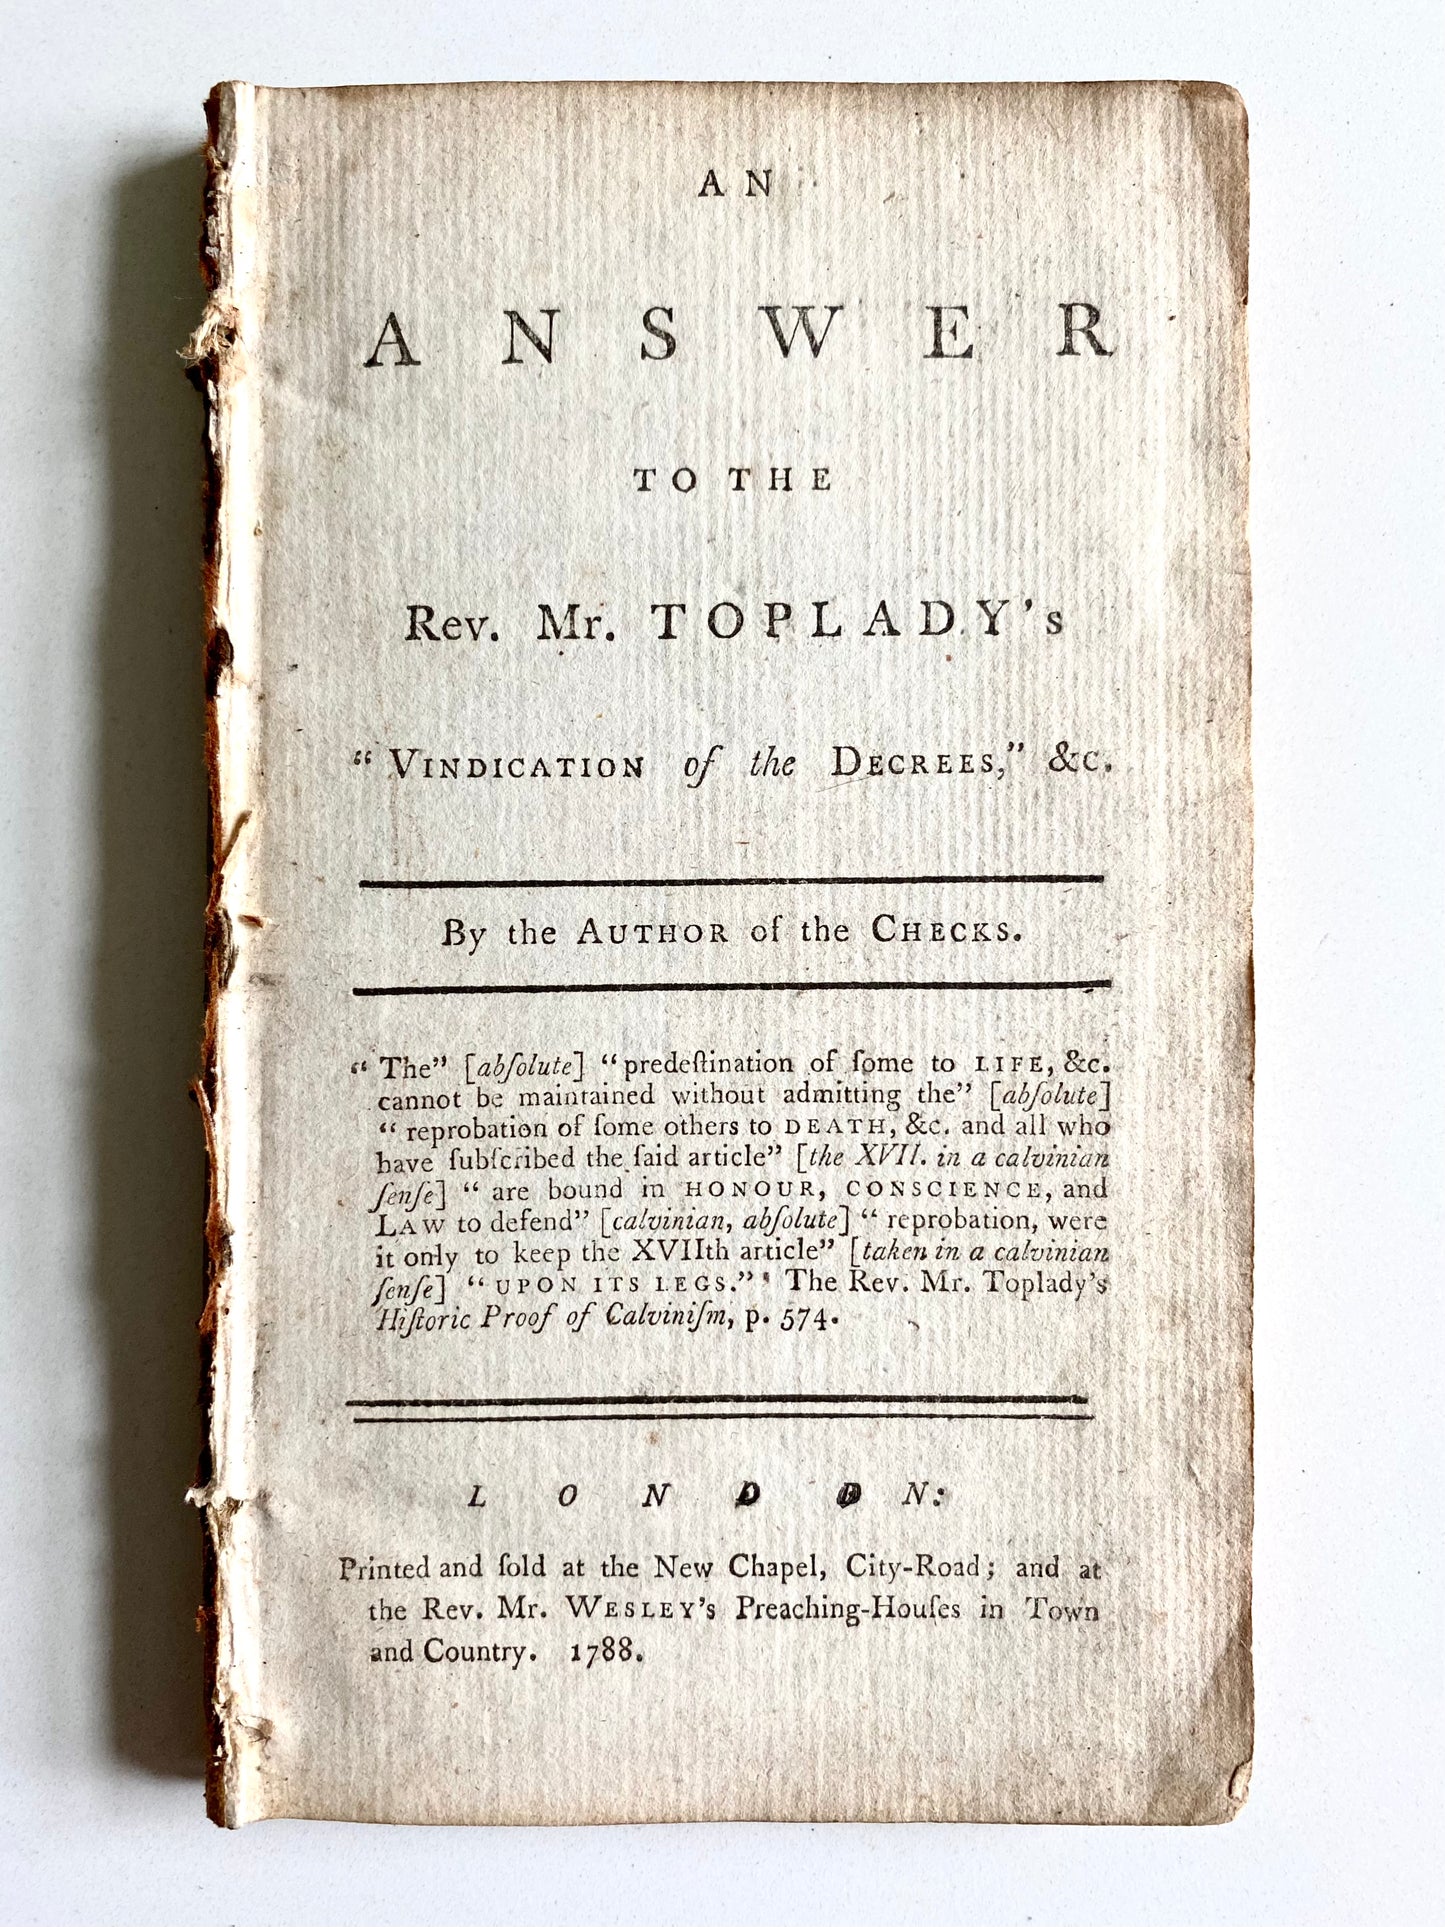 AN
ANSWER
TO THE
Rev. Mr. TOPLADY's
“VINDICATION of the DECREES,” &c.
By the AUTHOR of the CHECKS.
“The” [abſolute] “predeſtination of ſome to LIFE, &c.
cannot be maintained without admitting the” [abſolute]
“reprobation of ſome others to DEATH, &c. and all who
have ſubſcribed the ſaid article” [the XVII. in a calvinian
ſenſe] “are bound in HONOUR, CONSCIENCE, and
LAW to defend” [calvinian, abſolute] “reprobation, were
it only to keep the XVIIth article” [taken in a calvinian
ſenſe] “UPON ITS LEGS.” The Rev. Mr. Toplady's
Hiſtoric Proof of Calviniſm, p. 574.
LONDON:
Printed and ſold at the New Chapel, City-Road; and at
the Rev. Mr. WESLEY's Preaching-Houſes in Town
and Country. 1788.